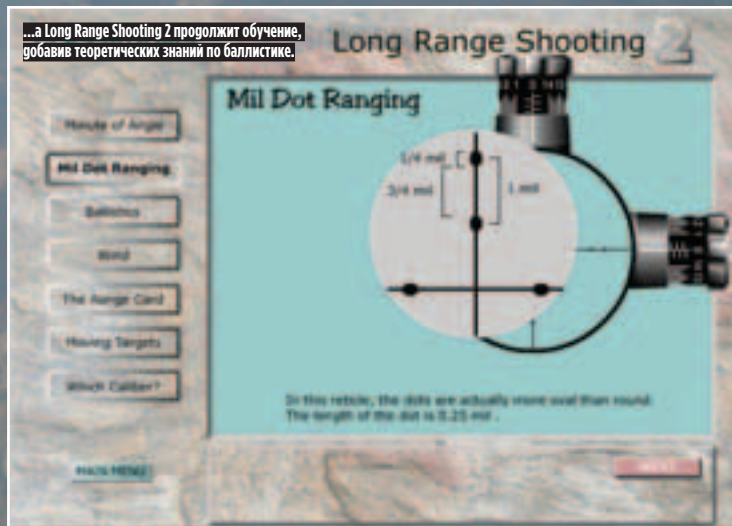 ...а Long Range Shooting 2 продолжит обучение,
добавив теоретических знаний по баллистике.
Long Range Shooting 2
Mil Dot Ranging
Minute of Angle
Mil Dot Ranging
Ballistics
Wind
The Range Card
Moving Targets
Which Caliber?
MAIN MENU
1/4 mil
3/4 mil
1 mil
In this reticle, the dots are actually more oval than round.
The length of the dot is 0.25 mil .
NEXT